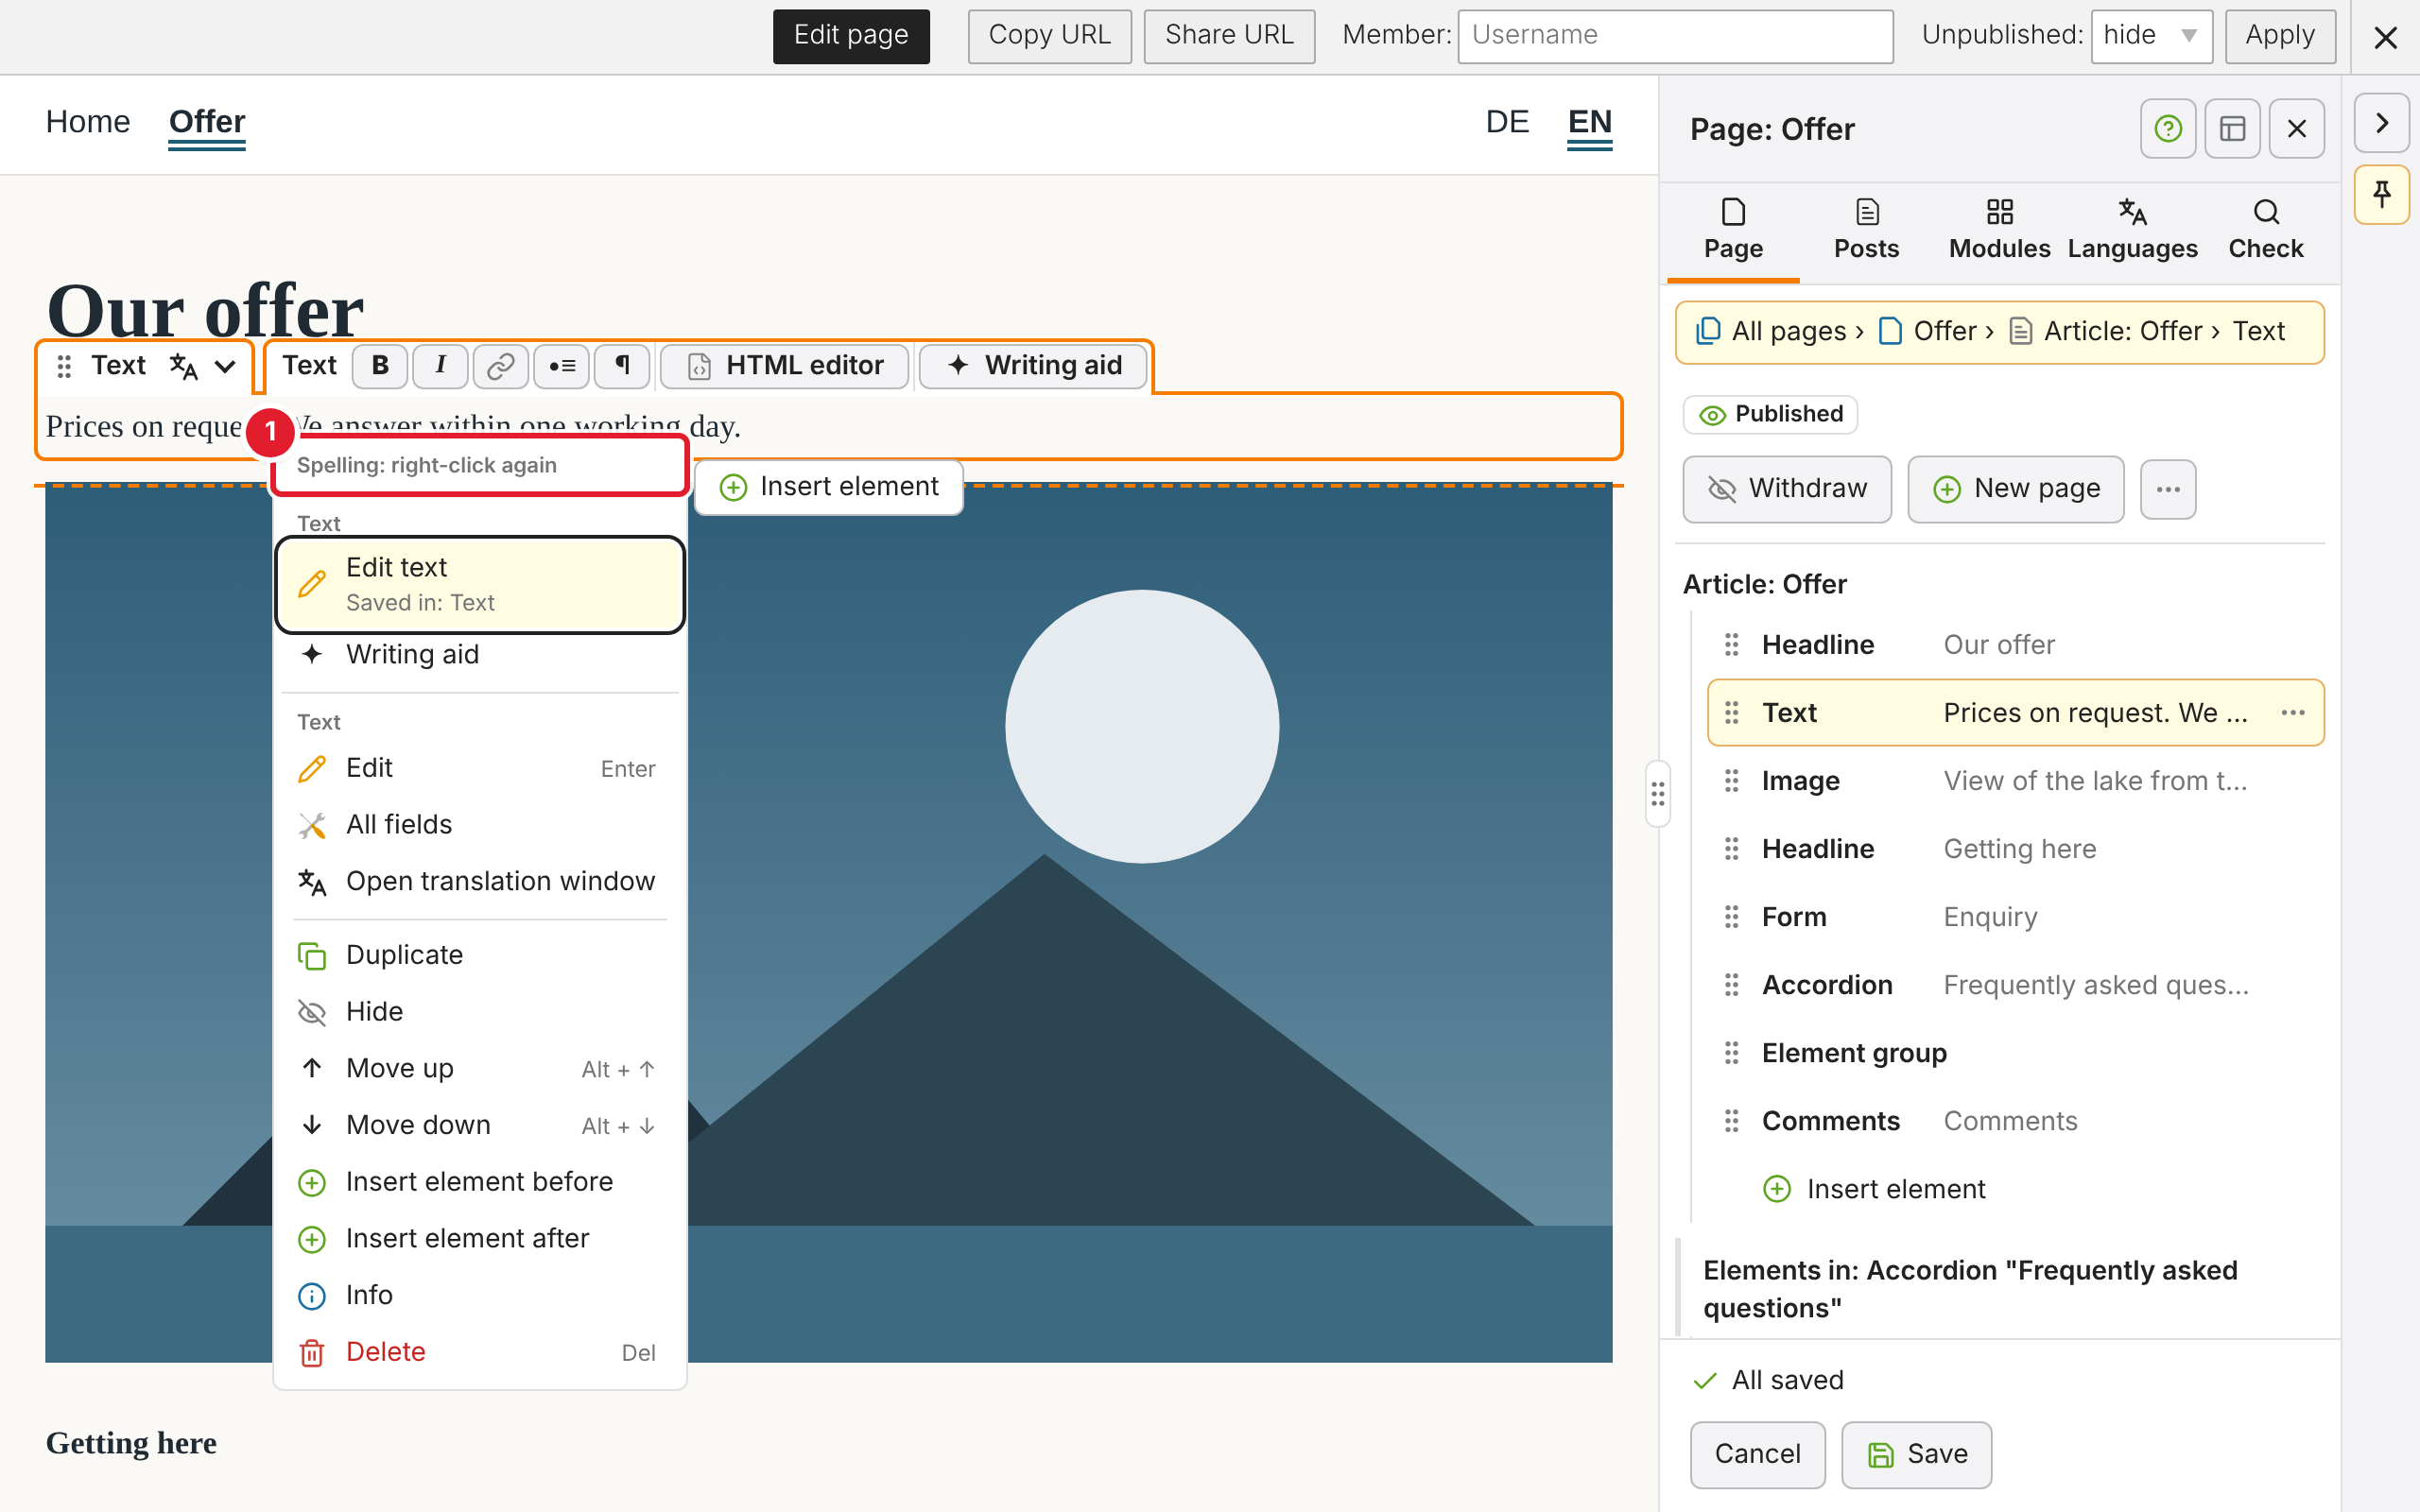 Edit page
Copy URL
Share URL
Member:
Username
Unpublished:
hide
Apply
Home
Offer
DE
EN
Our offer
Text
Text
B
I
HTML editor
Writing aid
Prices on reque
We answer within one working day.
1
Spelling: right-click again
Insert element
Text
Edit text
Saved in: Text
Writing aid
Text
Edit Enter
All fields
Open translation window
Duplicate
Hide
Move up Alt + ↑
Move down Alt + ↓
Insert element before
Insert element after
Info
Delete Del
Getting here
Page: Offer
Page
Posts
Modules
Languages
Check
All pages › Offer › Article: Offer › Text
Published
Withdraw
New page
Article: Offer
Headline Our offer
Text Prices on request. We ...
Image View of the lake from t...
Headline Getting here
Form Enquiry
Accordion Frequently asked ques...
Element group
Comments Comments
Insert element
Elements in: Accordion "Frequently asked
questions"
All saved
Cancel
Save